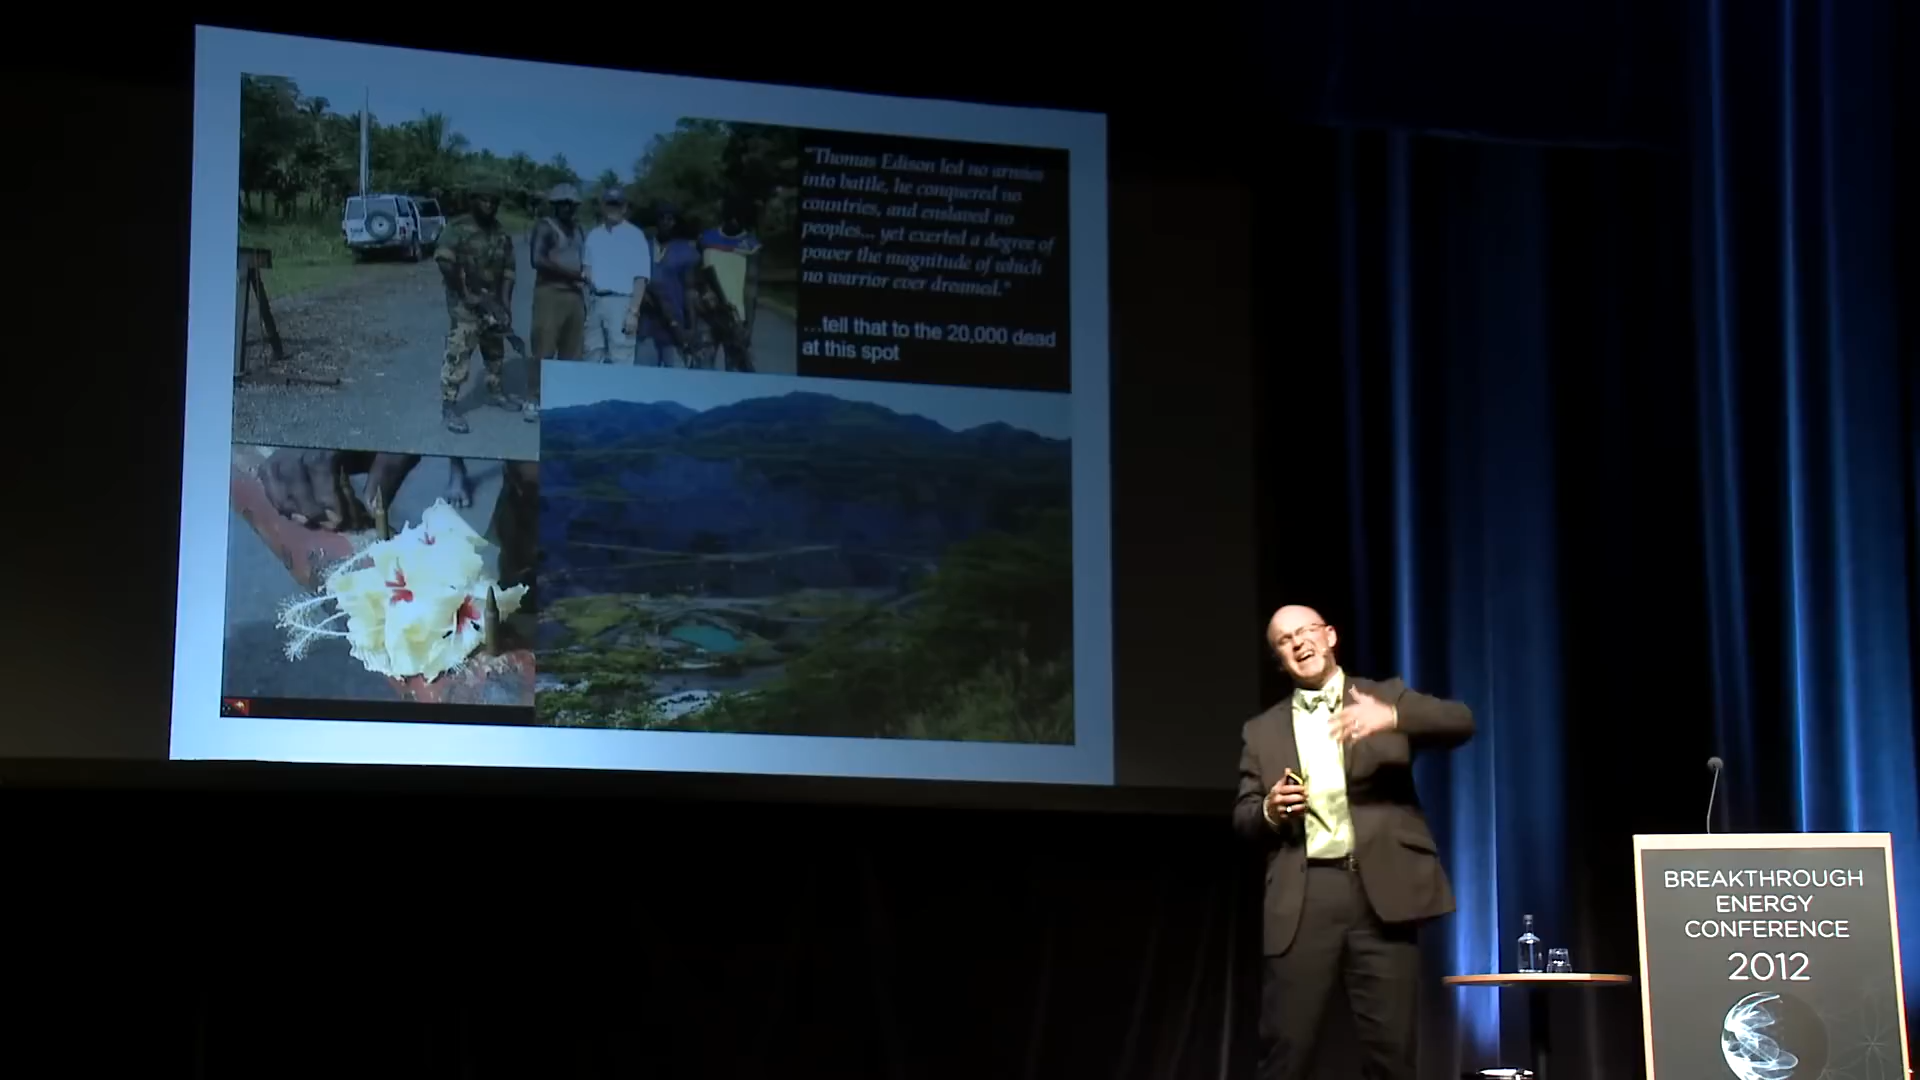 "Thomas Edison led no armies
into battle, he conquered no
countries, and enslaved no
peoples... yet exerted a degree of
power the magnitude of which
no warrior ever dreamed."
...tell that to the 20,000 dead
at this spot
BREAKTHROUGH
ENERGY
CONFERENCE
2012